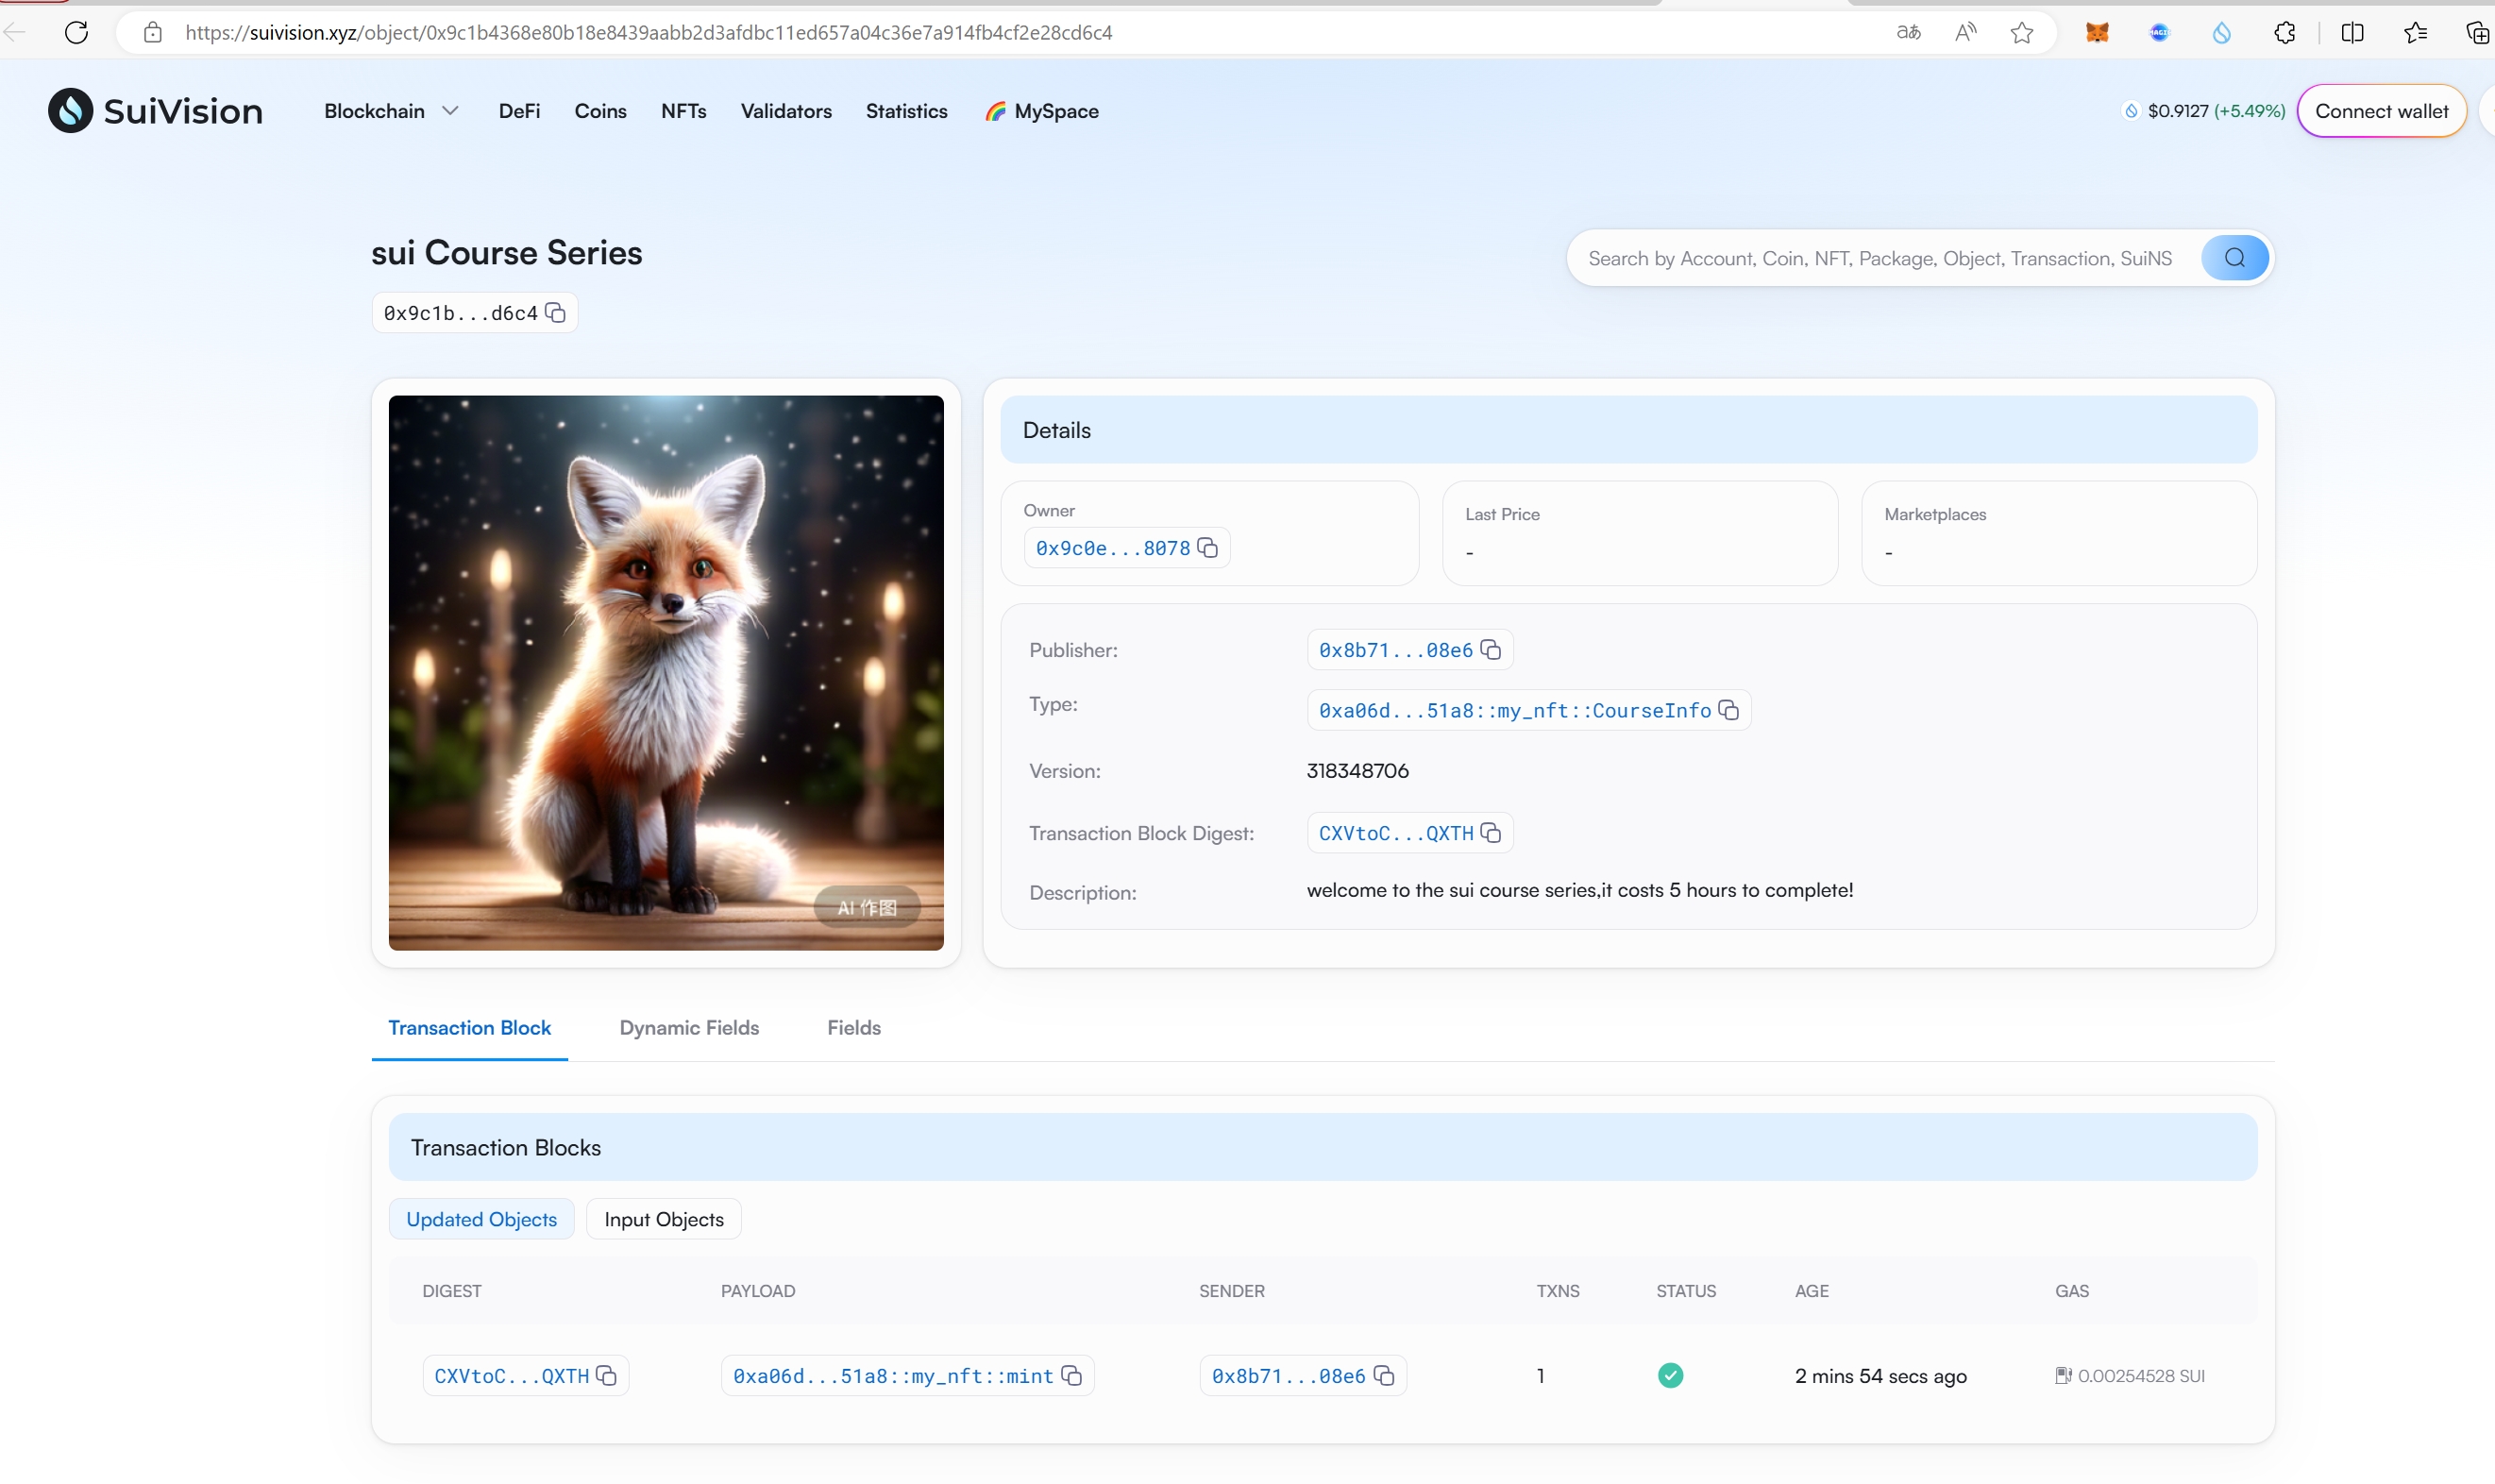 https://suivision.xyz/object/0x9c1b4368e80b18e8439aabb2d3afdbc11ed657a04c36e7a914fb4cf2e28cd6c4
SuiVision
Blockchain DeFi Coins NFTs Validators Statistics MySpace
$0.9127 (+5.49%) Connect wallet
sui Course Series
Search by Account, Coin, NFT, Package, Object, Transaction, SuiNS
0x9c1b...d6c4
Details
Owner
0x9c0e...8078
Last Price
-
Marketplaces
-
Publisher: 0x8b71...08e6
Type: 0xa06d...51a8::my_nft::CourseInfo
Version: 318348706
Transaction Block Digest: CXVtoC...QXTH
Description: welcome to the sui course series,it costs 5 hours to complete!
AI 作图
Transaction Block Dynamic Fields Fields
Transaction Blocks
Updated Objects Input Objects
DIGEST PAYLOAD SENDER TXNS STATUS AGE GAS
CXVtoC...QXTH 0xa06d...51a8::my_nft::mint 0x8b71...08e6 1 2 mins 54 secs ago 0.00254528 SUI